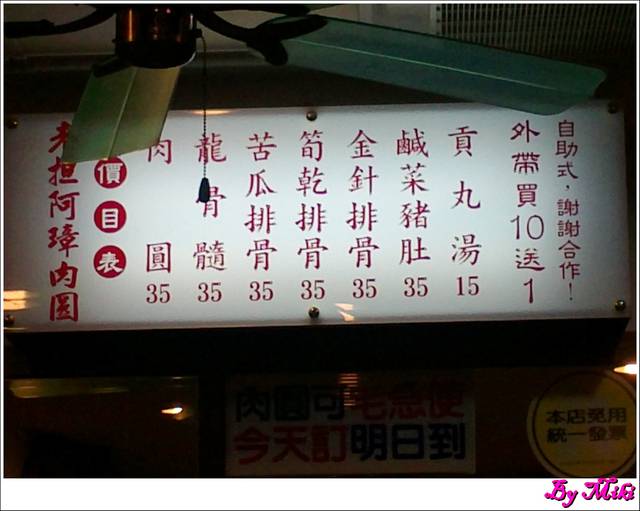 老担阿璋肉圓
價目表
肉圓 35
龍骨髓 35
苦瓜排骨 35
筍乾排骨 35
金針排骨 35
鹹菜豬肚 35
貢丸湯 15
外帶買10送1
自助式，謝謝合作！
肉圓可宅急便
今天訂明日到
本店免用
統一發票
By Miki